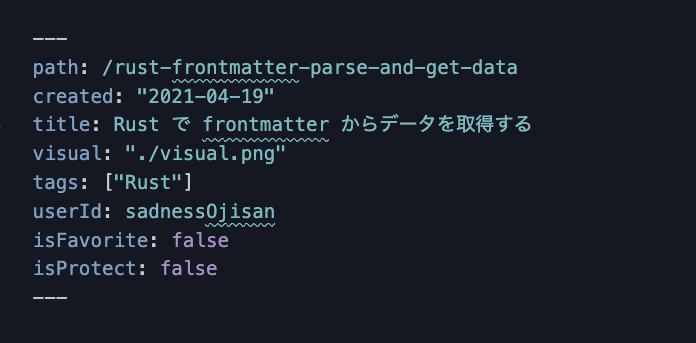 ---
path: /rust-frontmatter-parse-and-get-data
created: "2021-04-19"
title: Rust で frontmatter からデータを取得する
visual: "./visual.png"
tags: ["Rust"]
userId: sadnessOjisan
isFavorite: false
isProtect: false
---